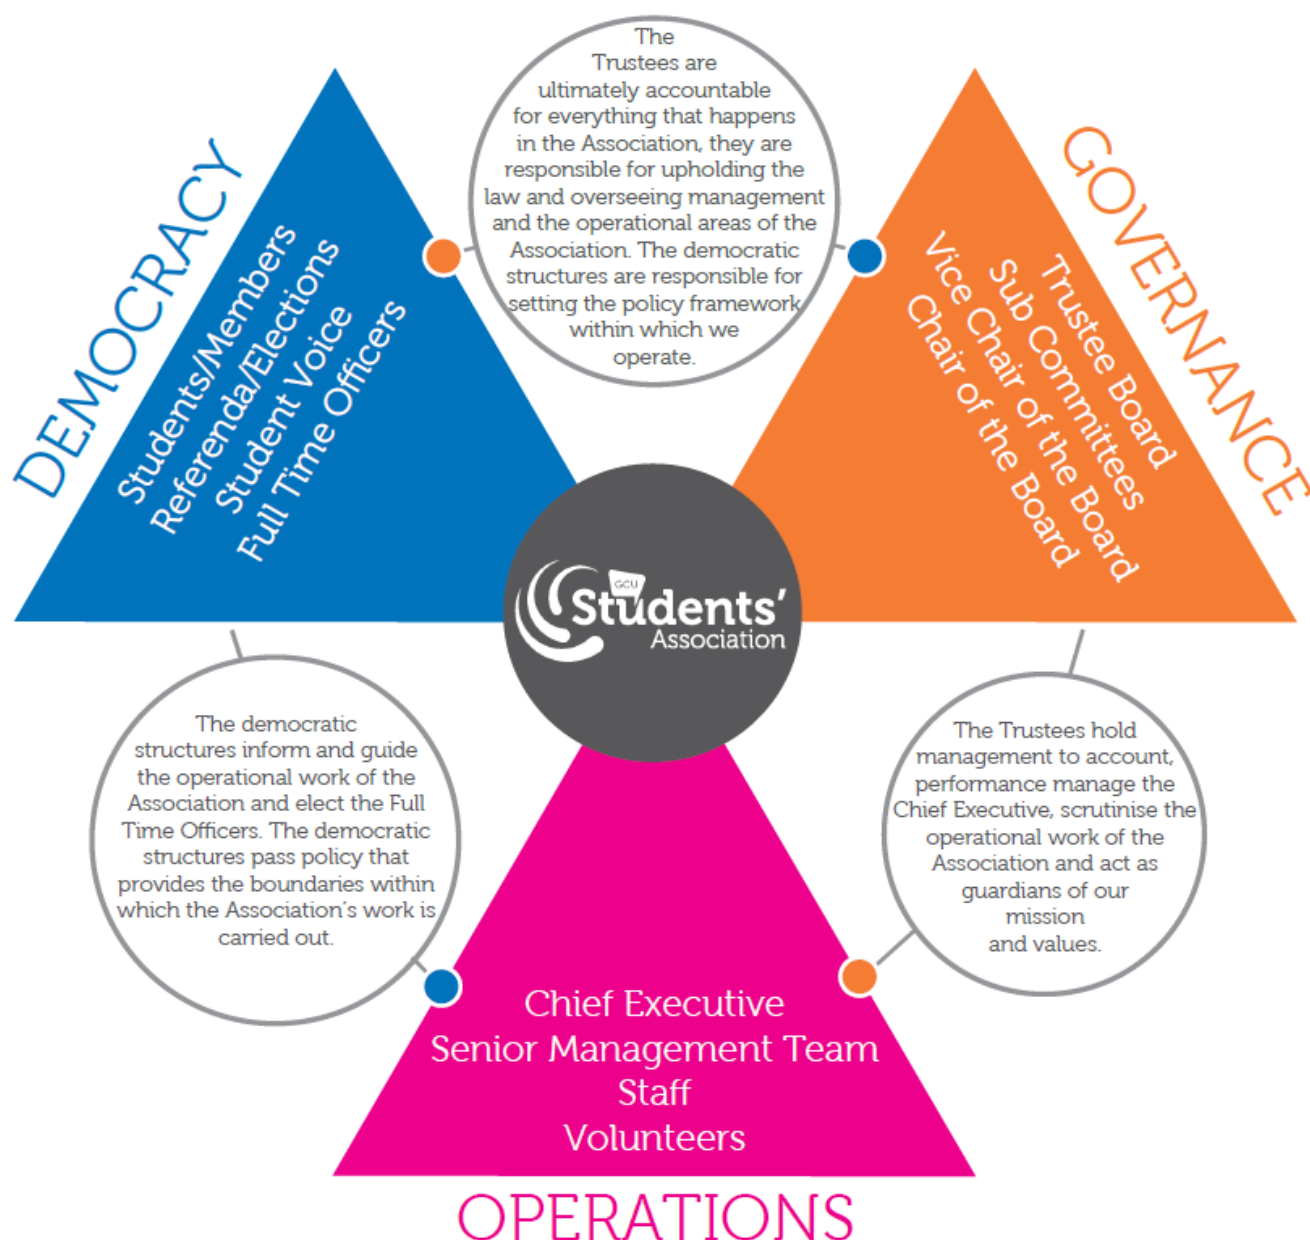 The
Trustees are
ultimately accountable
for everything that happens
in the Association, they are
responsible for upholding the
law and overseeing management
and the operational areas of the
Association. The democratic
structures are responsible for
setting the policy framework
within which we
operate.
DEMOCRACY
Students/Members
Referenda/Elections
Student Voice
Full Time Officers
GOVERNANCE
Trustee Board
Sub Committees
Vice Chair of the Board
Chair of the Board
GCU
Students'
Association
The democratic
structures inform and guide
the operational work of the
Association and elect the Full
Time Officers. The democratic
structures pass policy that
provides the boundaries within
which the Association's work is
carried out.
The Trustees hold
management to account,
performance manage the
Chief Executive, scrutinise the
operational work of the
Association and act as
guardians of our
mission
and values.
Chief Executive
Senior Management Team
Staff
Volunteers
OPERATIONS